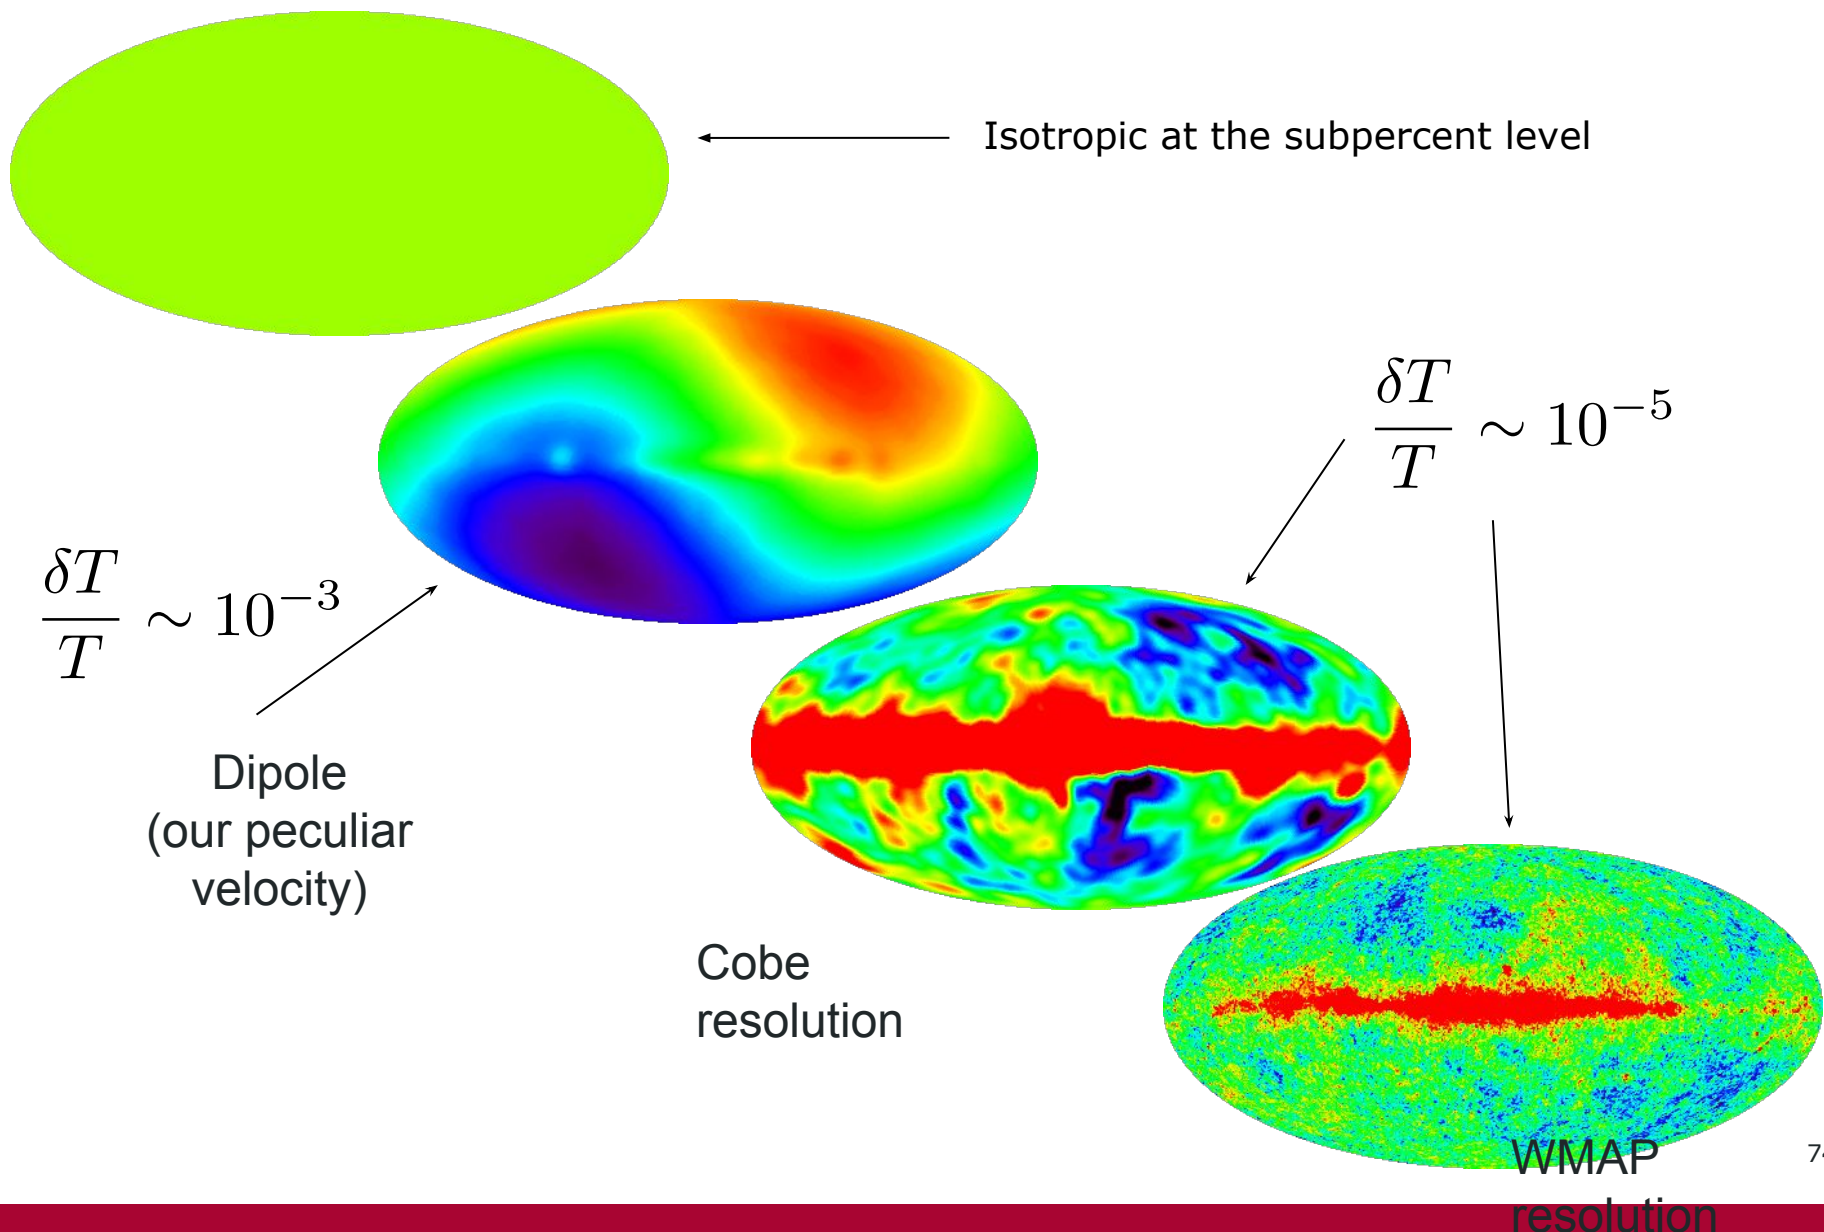 Isotropic at the subpercent level
δT/T ∼ 10⁻⁵
δT/T ∼ 10⁻³
Dipole
(our peculiar
velocity)
Cobe
resolution
WMAP
resolution
74